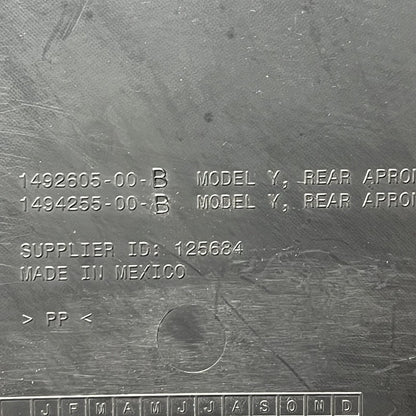 1492605-00-B MODEL Y, REAR APRON
1494255-00-B MODEL Y, REAR APRON
SUPPLIER ID: 125684
MADE IN MEXICO
> PP <
J F M A M J J A S O N D